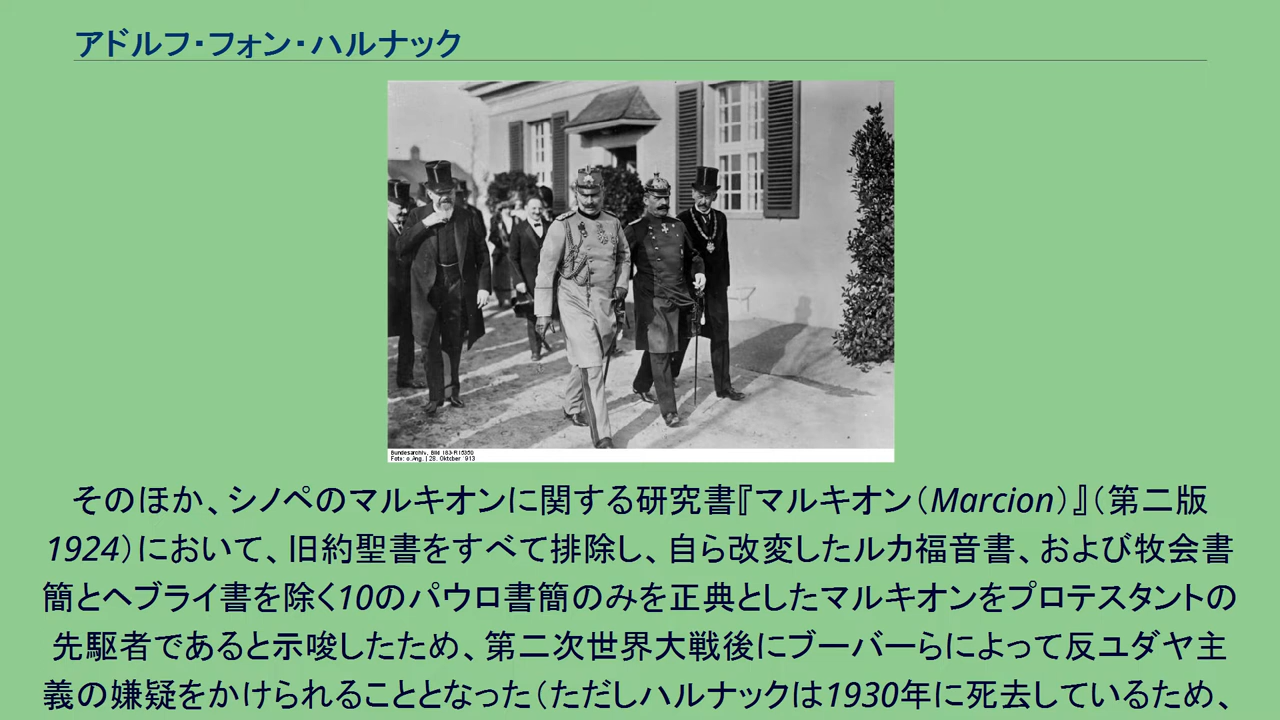 アドルフ・フォン・ハルナック
Bundesarchiv, Bild 183-R15350
Foto: o.Ang. | 28. Oktober 1913
そのほか、シノペのマルキオンに関する研究書『マルキオン（Marcion）』（第二版
1924）において、旧約聖書をすべて排除し、自ら改変したルカ福音書、および牧会書
簡とヘブライ書を除く10のパウロ書簡のみを正典としたマルキオンをプロテスタントの
先駆者であると示唆したため、第二次世界大戦後にブーバーらによって反ユダヤ主
義の嫌疑をかけられることとなった（ただしハルナックは1930年に死去しているため、